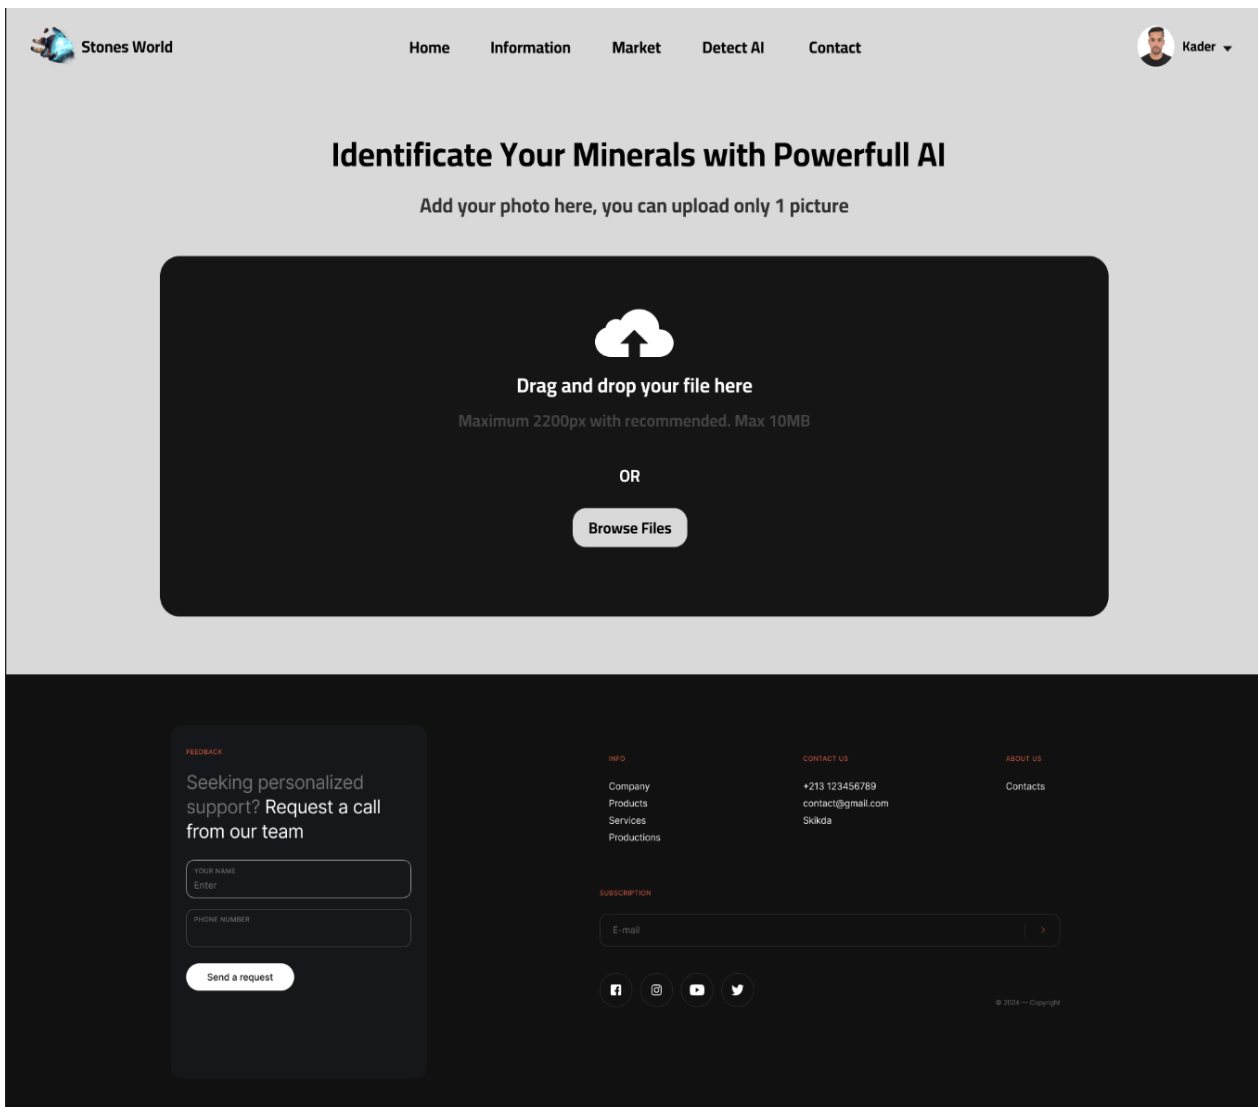 Stones World
Home Information Market Detect AI Contact
Kader
Identificate Your Minerals with Powerfull AI
Add your photo here, you can upload only 1 picture
Drag and drop your file here
Maximum 2200px with recommended. Max 10MB
OR
Browse Files
FEEDBACK
Seeking personalized
support? Request a call
from our team
YOUR NAME
Enter
PHONE NUMBER
Send a request
INFO
Company
Products
Services
Productions
CONTACT US
+213 123456789
contact@gmail.com
Skikda
ABOUT US
Contacts
SUBSCRIPTION
E-mail
© 2024 — Copyright